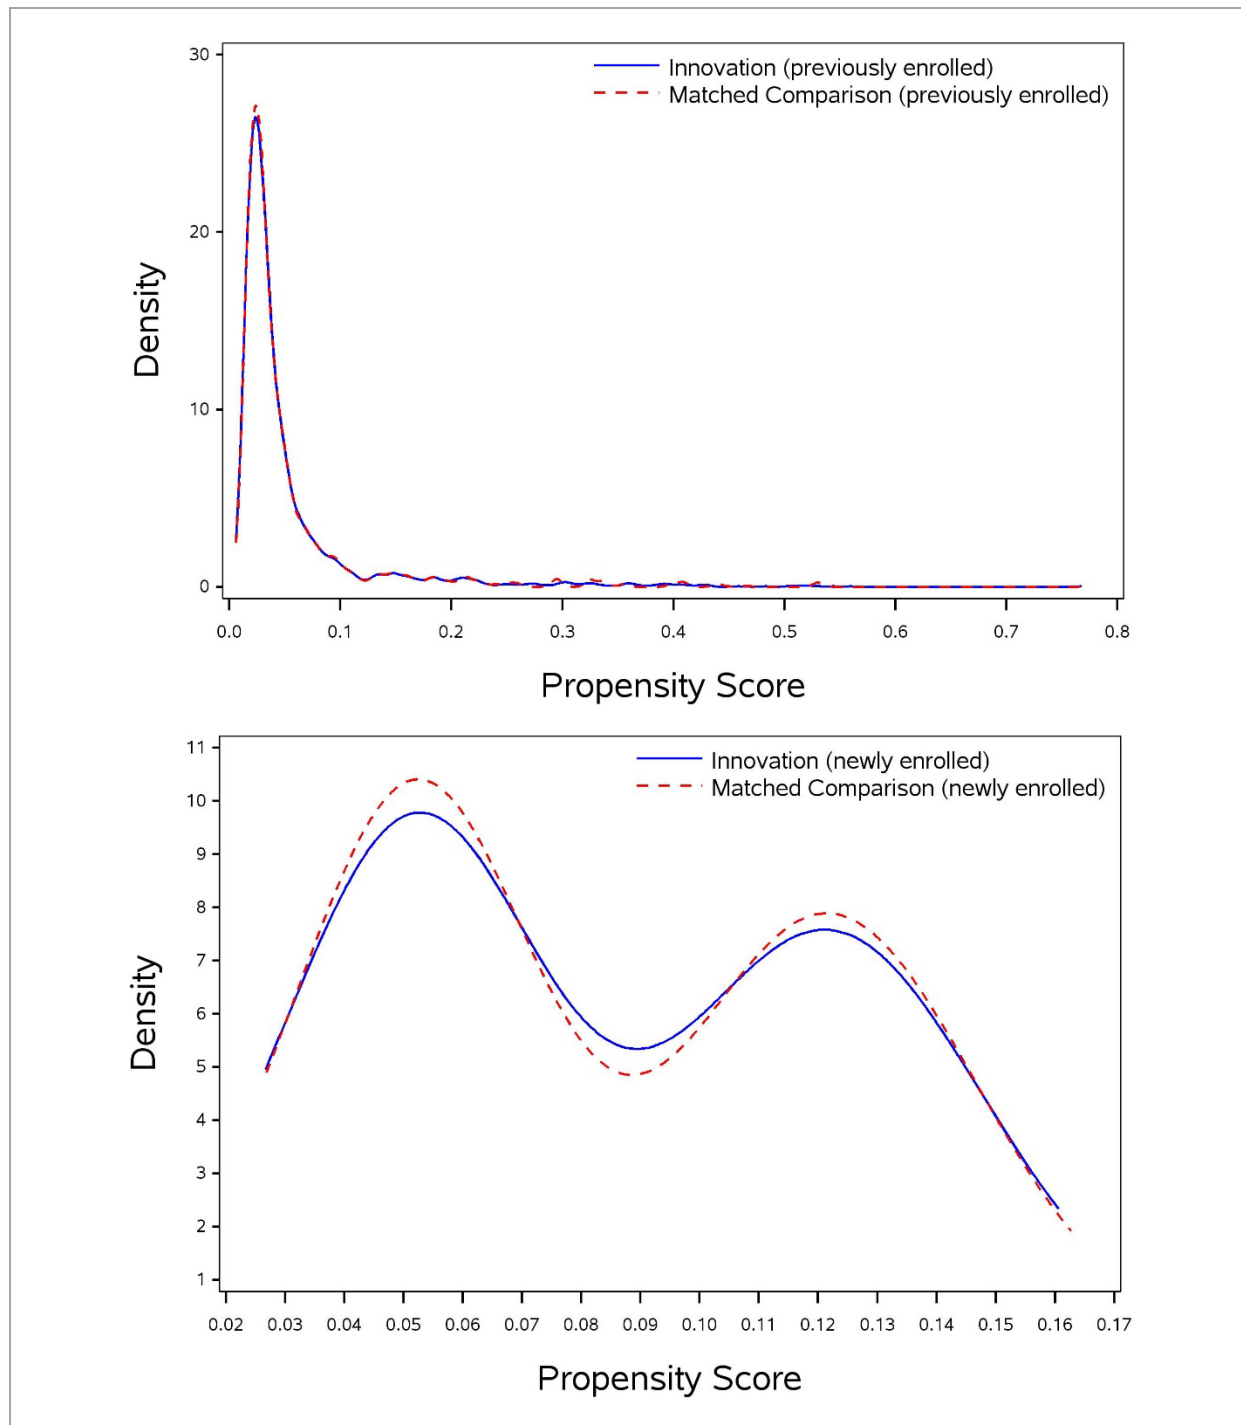 30
Innovation (previously enrolled)
Matched Comparison (previously enrolled)
20
Density
10
0
0.0 0.1 0.2 0.3 0.4 0.5 0.6 0.7 0.8
Propensity Score
11
Innovation (newly enrolled)
Matched Comparison (newly enrolled)
10
9
8
7
6
Density
5
4
3
2
1
0.02 0.03 0.04 0.05 0.06 0.07 0.08 0.09 0.10 0.11 0.12 0.13 0.14 0.15 0.16 0.17
Propensity Score